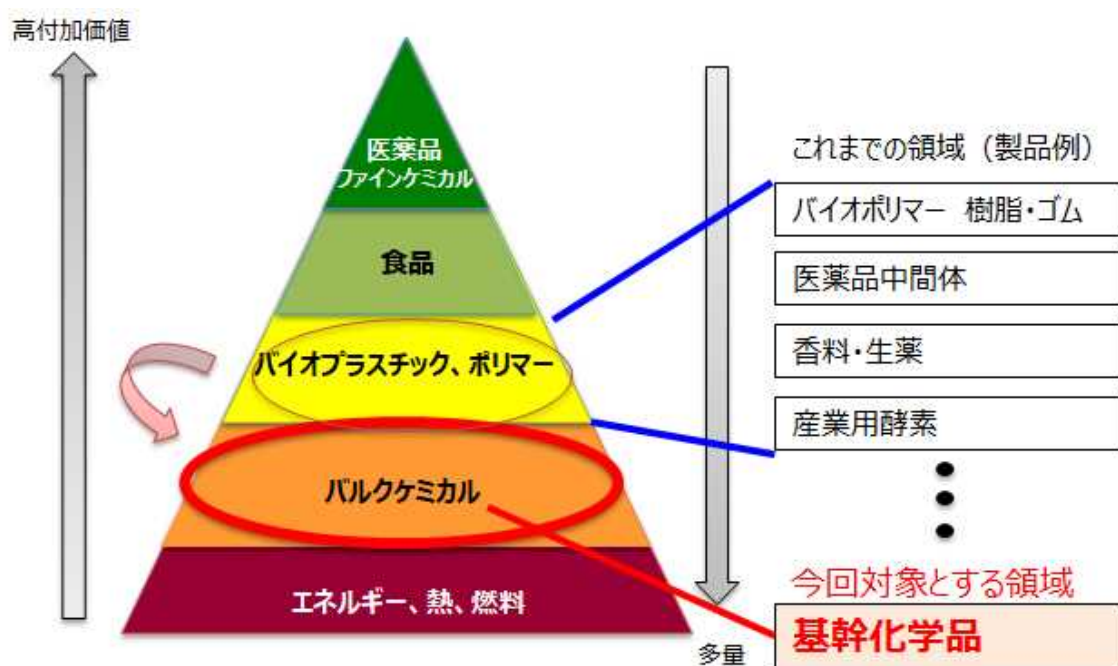 高付加価値
医薬品
ファインケミカル
食品
バイオプラスチック、ポリマー
バルクケミカル
エネルギー、熱、燃料
多量
これまでの領域（製品例）
バイオポリマー 樹脂・ゴム
医薬品中間体
香料・生薬
産業用酵素
今回対象とする領域
基幹化学品